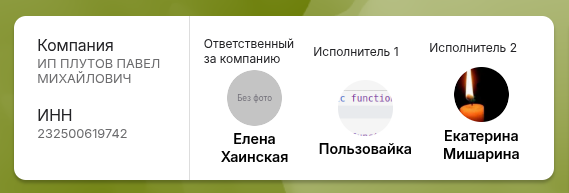 Компания
ИП ПЛУТОВ ПАВЕЛ
МИХАЙЛОВИЧ
ИНН
232500619742
Ответственный
за компанию
Без фото
Елена
Хаинская
Исполнитель 1
c function
Пользовайка
Исполнитель 2
Екатерина
Мишарина